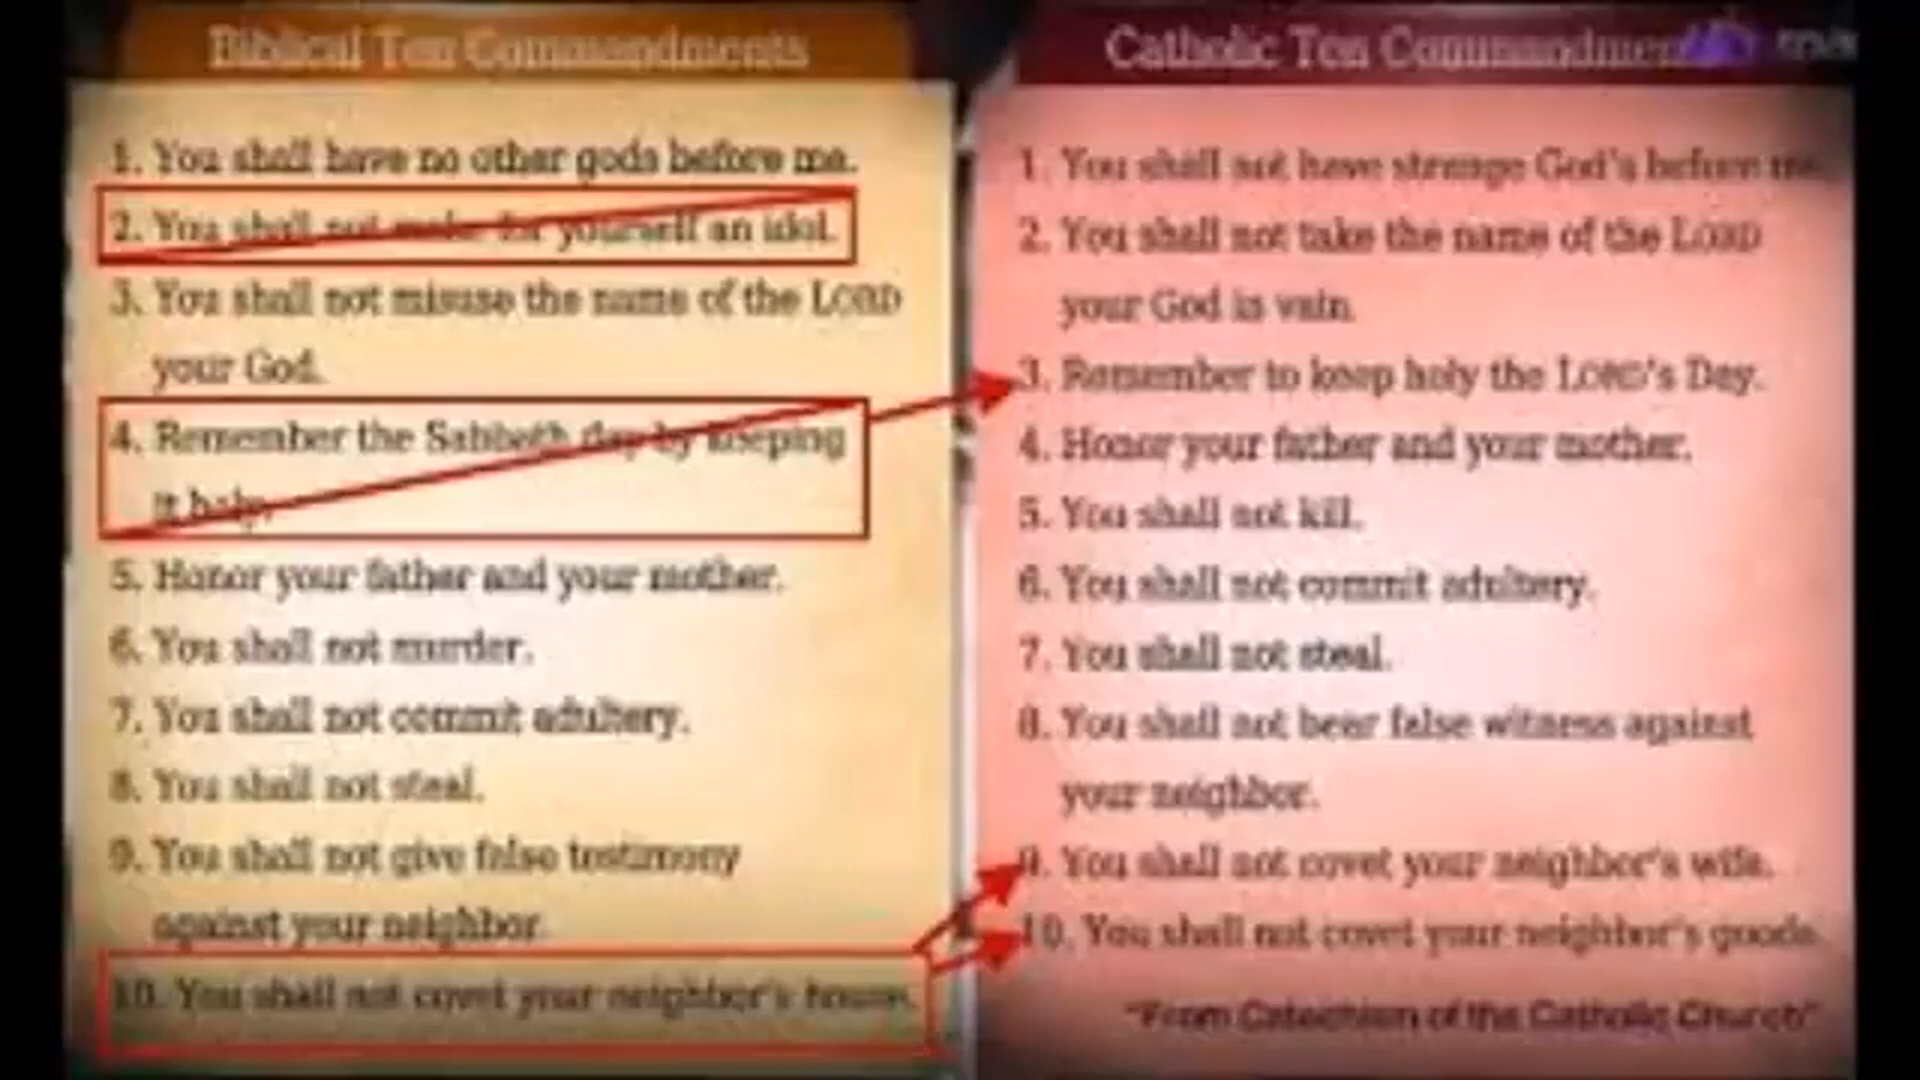 Biblical Ten Commandments
1. You shall have no other gods before me.
2. You shall not make for yourself an idol.
3. You shall not misuse the name of the LORD
your God.
4. Remember the Sabbath day by keeping
it holy.
5. Honor your father and your mother.
6. You shall not murder.
7. You shall not commit adultery.
8. You shall not steal.
9. You shall not give false testimony
against your neighbor.
10. You shall not covet your neighbor's house.
Catholic Ten Commandments
1. You shall not have strange God's before me.
2. You shall not take the name of the LORD
your God in vain.
3. Remember to keep holy the LORD's Day.
4. Honor your father and your mother.
5. You shall not kill.
6. You shall not commit adultery.
7. You shall not steal.
8. You shall not bear false witness against
your neighbor.
9. You shall not covet your neighbor's wife.
10. You shall not covet your neighbor's goods.
"From Catechism of the Catholic Church"